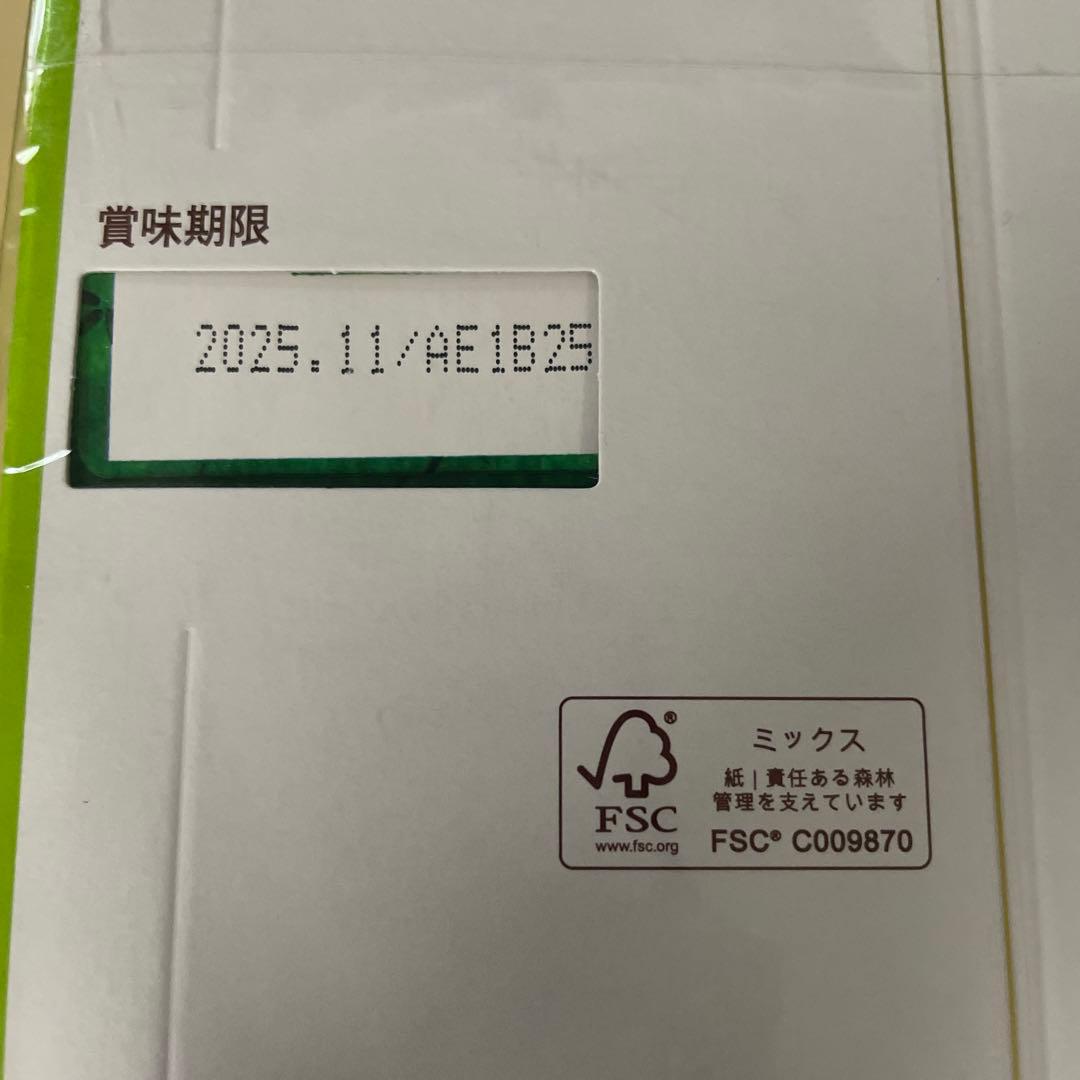 賞味期限
2025.11/AE1B25
ミックス
紙 | 責任ある森林
管理を支えています
FSC® C009870
®
FSC
www.fsc.org